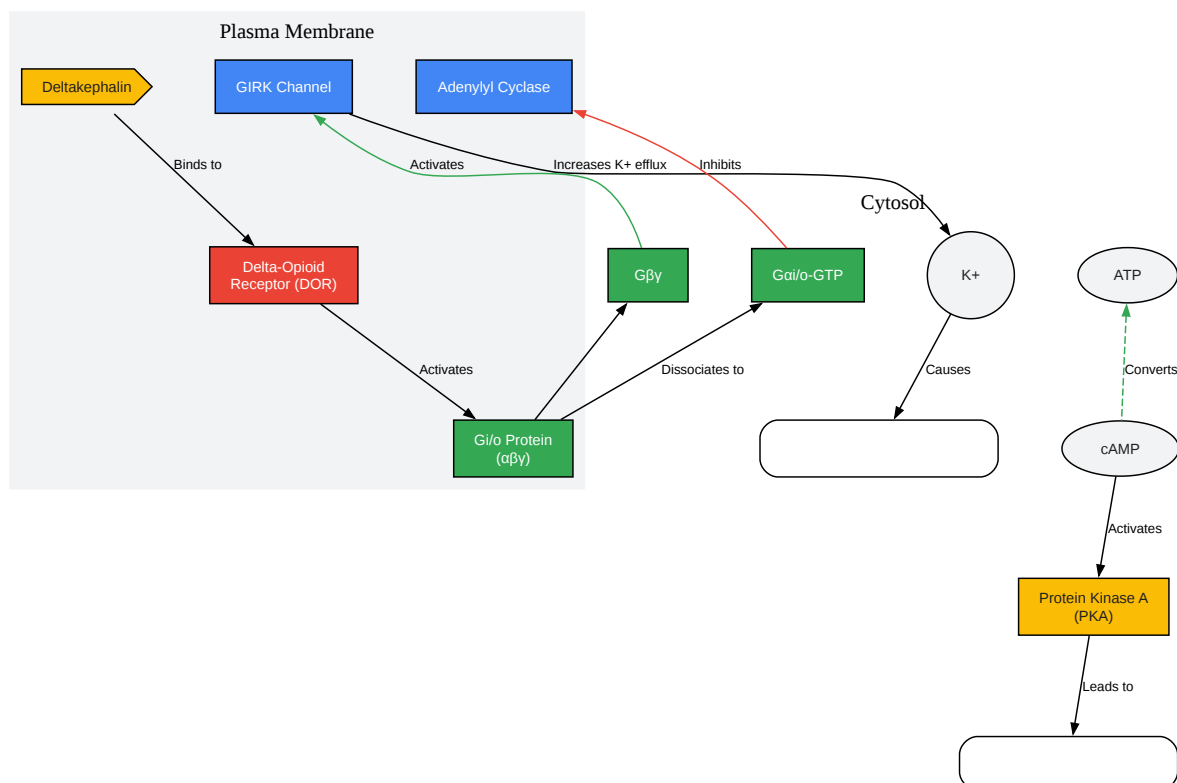 Plasma Membrane
Deltakephalin
GIRK Channel
Adenylyl Cyclase
Binds to
Activates
Increases K+ efflux
Inhibits
Cytosol
Delta-Opioid
Receptor (DOR)
Gβγ
Gαi/o-GTP
K+
ATP
Activates
Dissociates to
Causes
Converts
Gi/o Protein
(αβγ)
cAMP
Activates
Protein Kinase A
(PKA)
Leads to